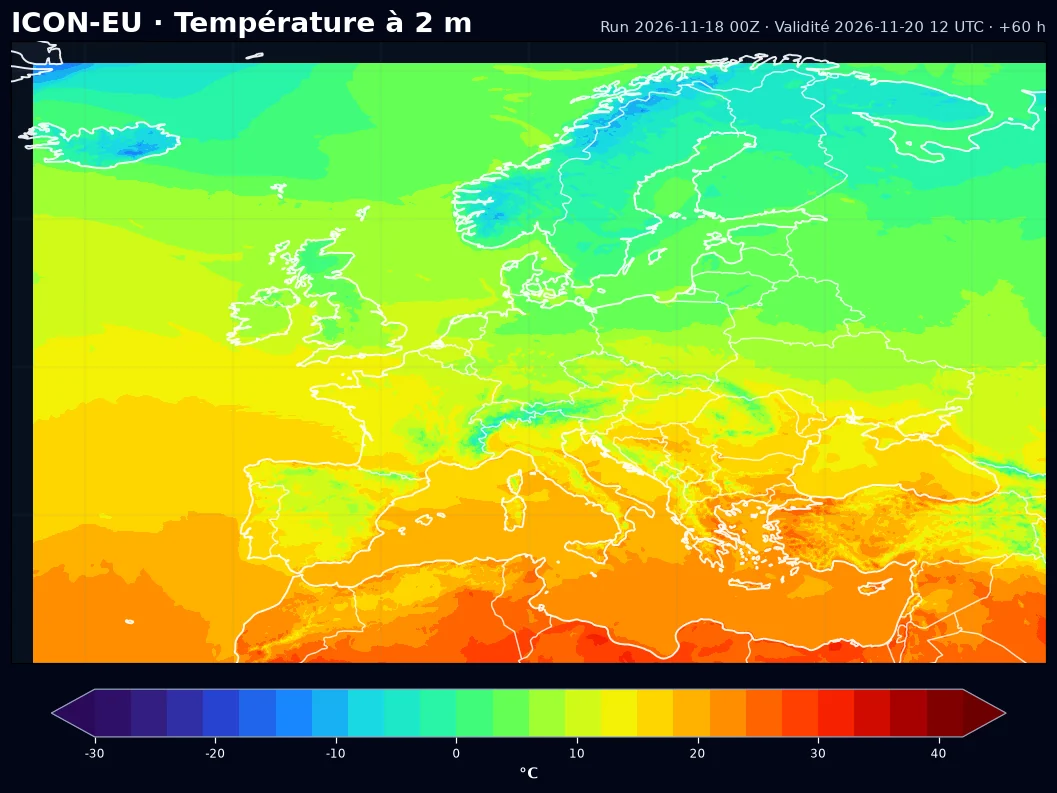 ICON-EU · Température à 2 m
Run 2026-11-18 00Z · Validité 2026-11-20 12 UTC · +60 h
-30 -20 -10 0 10 20 30 40
°C